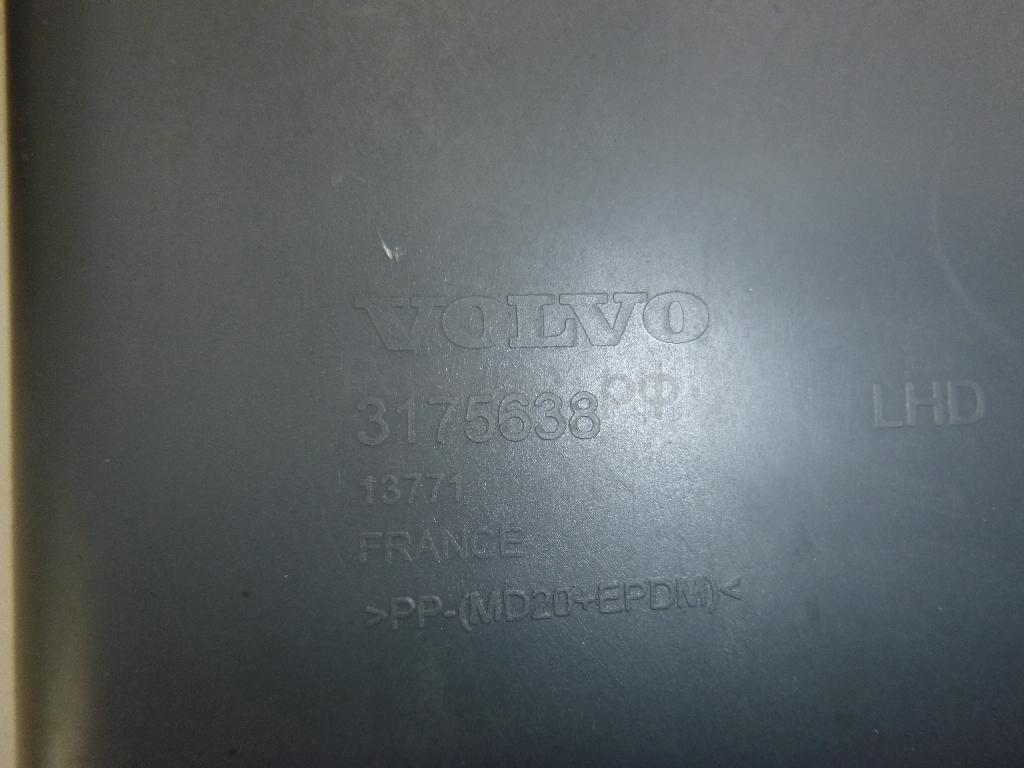 VOLVO
3175638
LHD
13771
FRANCE
>PP-(MD20+EPDM)<